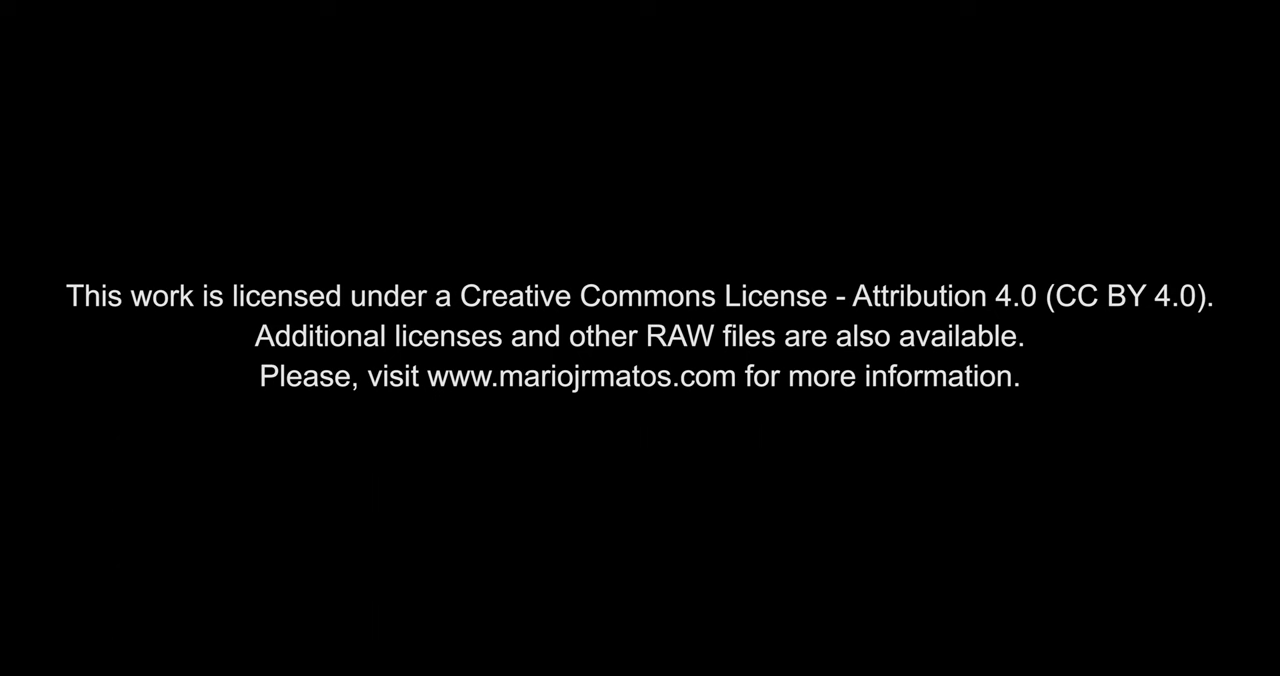 This work is licensed under a Creative Commons License - Attribution 4.0 (CC BY 4.0).
Additional licenses and other RAW files are also available.
Please, visit www.mariojrmatos.com for more information.